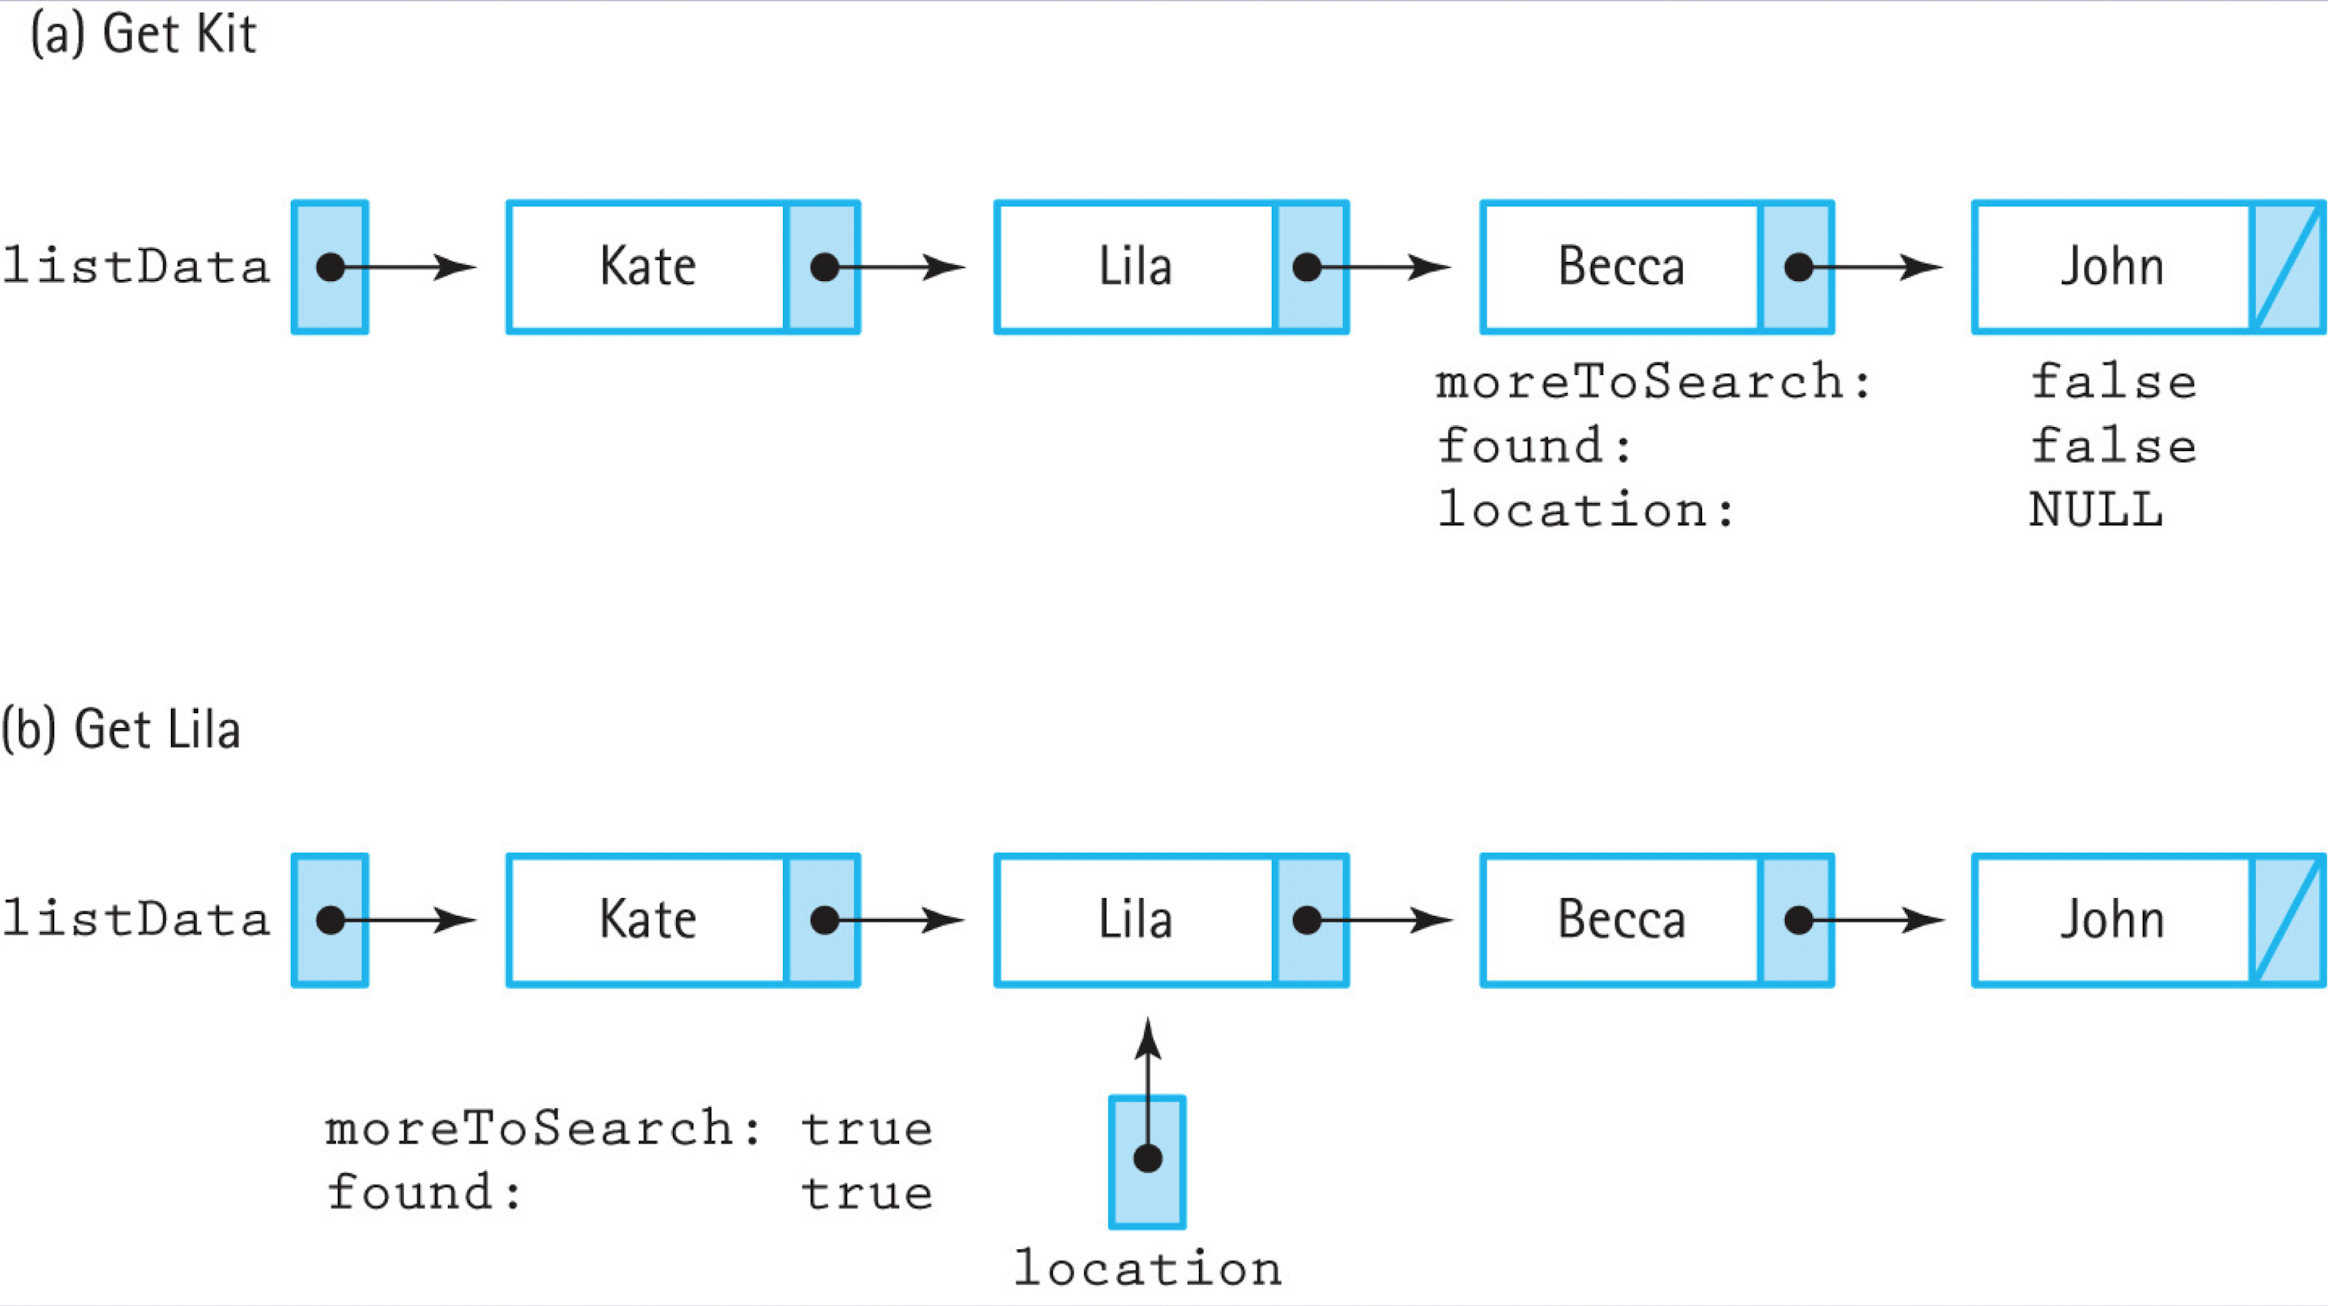 (a) Get Kit
listData Kate Lila Becca John
moreToSearch: false
found: false
location: NULL
(b) Get Lila
listData Kate Lila Becca John
moreToSearch: true
found: true
location